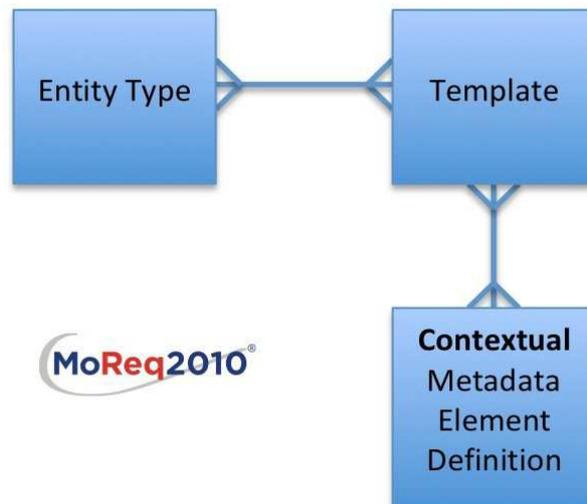 Entity Type
Template
Contextual
Metadata
Element
Definition
MoReq2010®